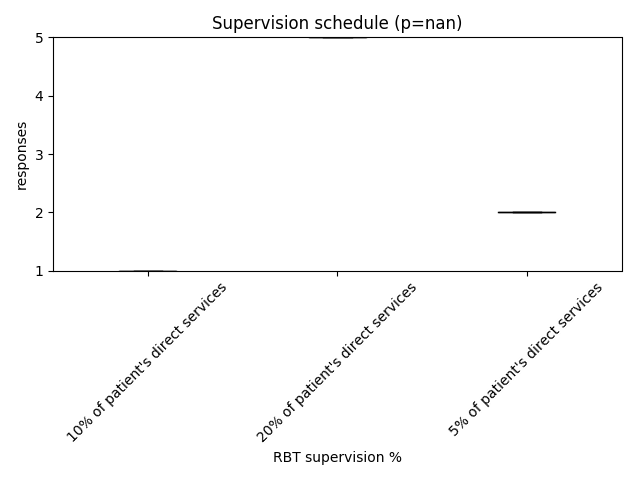 Supervision schedule (p=nan)
5
4
3
2
1
responses
10% of patient's direct services
20% of patient's direct services
5% of patient's direct services
RBT supervision %